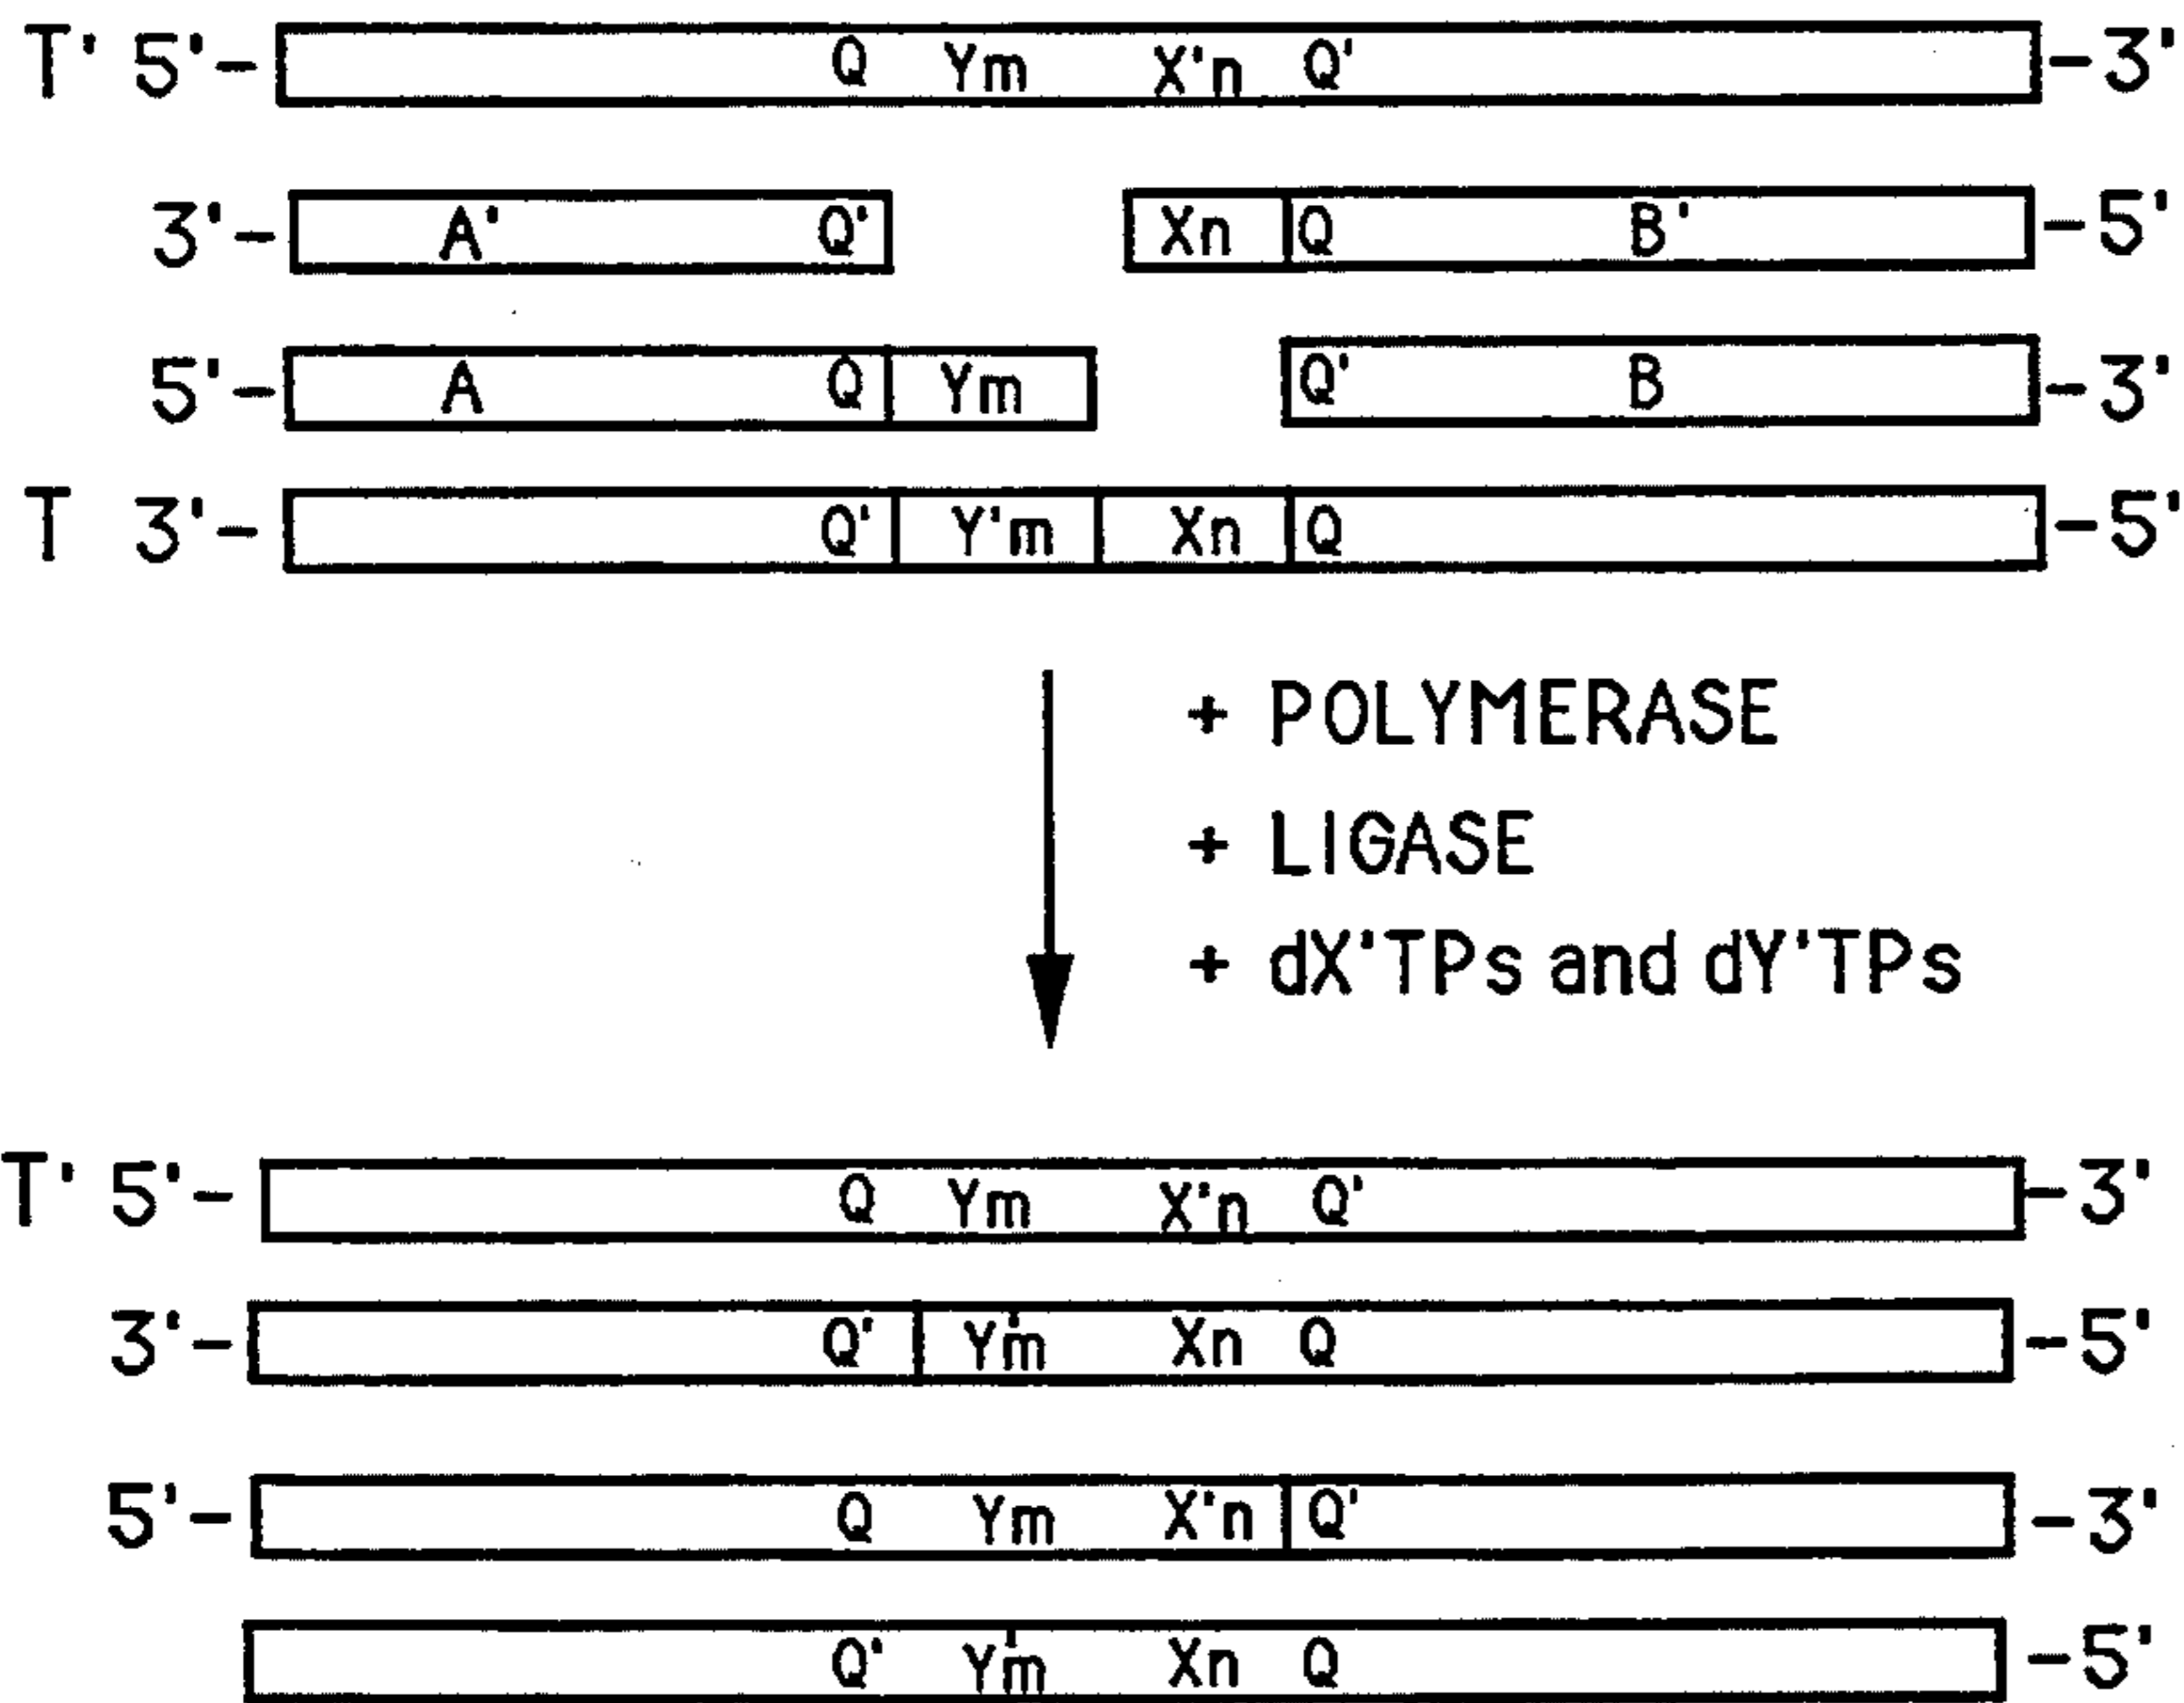 T' 5'- Q Ym X'n Q' -3'
3'- A' Q' Xn Q B' -5'
5'- A Q Ym Q' B -3'
T 3'- Q' Y'm Xn Q -5'
+ POLYMERASE
+ LIGASE
+ dX'TPs and dY'TPs
T' 5'- Q Ym X'n Q' -3'
3'- Q' Y'm Xn Q -5'
5'- Q Ym X'n Q' -3'
Q' Y'm Xn Q -5'